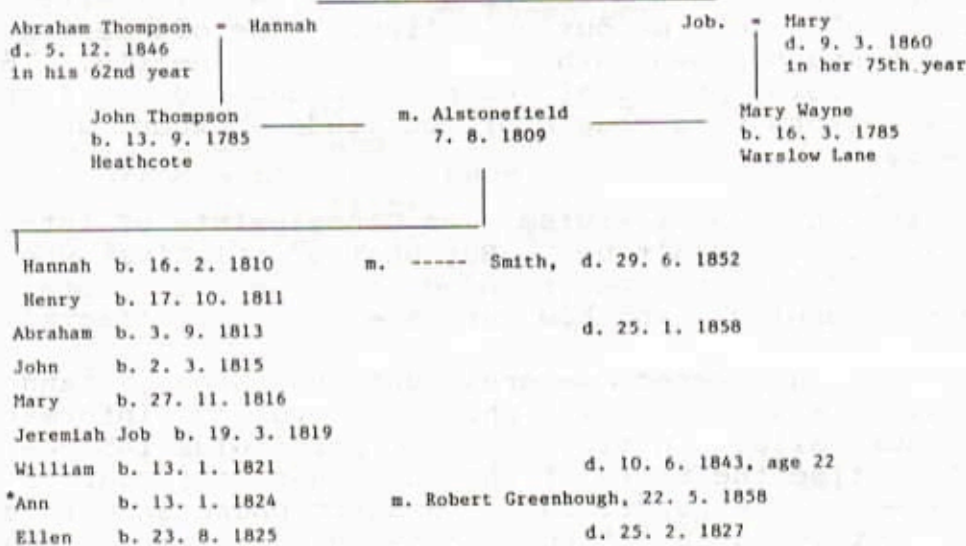 Abraham Thompson = Hannah
d. 5. 12. 1846
in his 62nd year
Job. = Mary
d. 9. 3. 1860
in her 75th year
John Thompson
b. 13. 9. 1785
Heathcote
m. Alstonefield
7. 8. 1809
Mary Wayne
b. 16. 3. 1785
Warslow Lane
Hannah b. 16. 2. 1810 m. ----- Smith, d. 29. 6. 1852
Henry b. 17. 10. 1811
Abraham b. 3. 9. 1813 d. 25. 1. 1858
John b. 2. 3. 1815
Mary b. 27. 11. 1816
Jeremiah Job b. 19. 3. 1819
William b. 13. 1. 1821 d. 10. 6. 1843, age 22
*Ann b. 13. 1. 1824 m. Robert Greenhough, 22. 5. 1858
Ellen b. 23. 8. 1825 d. 25. 2. 1827